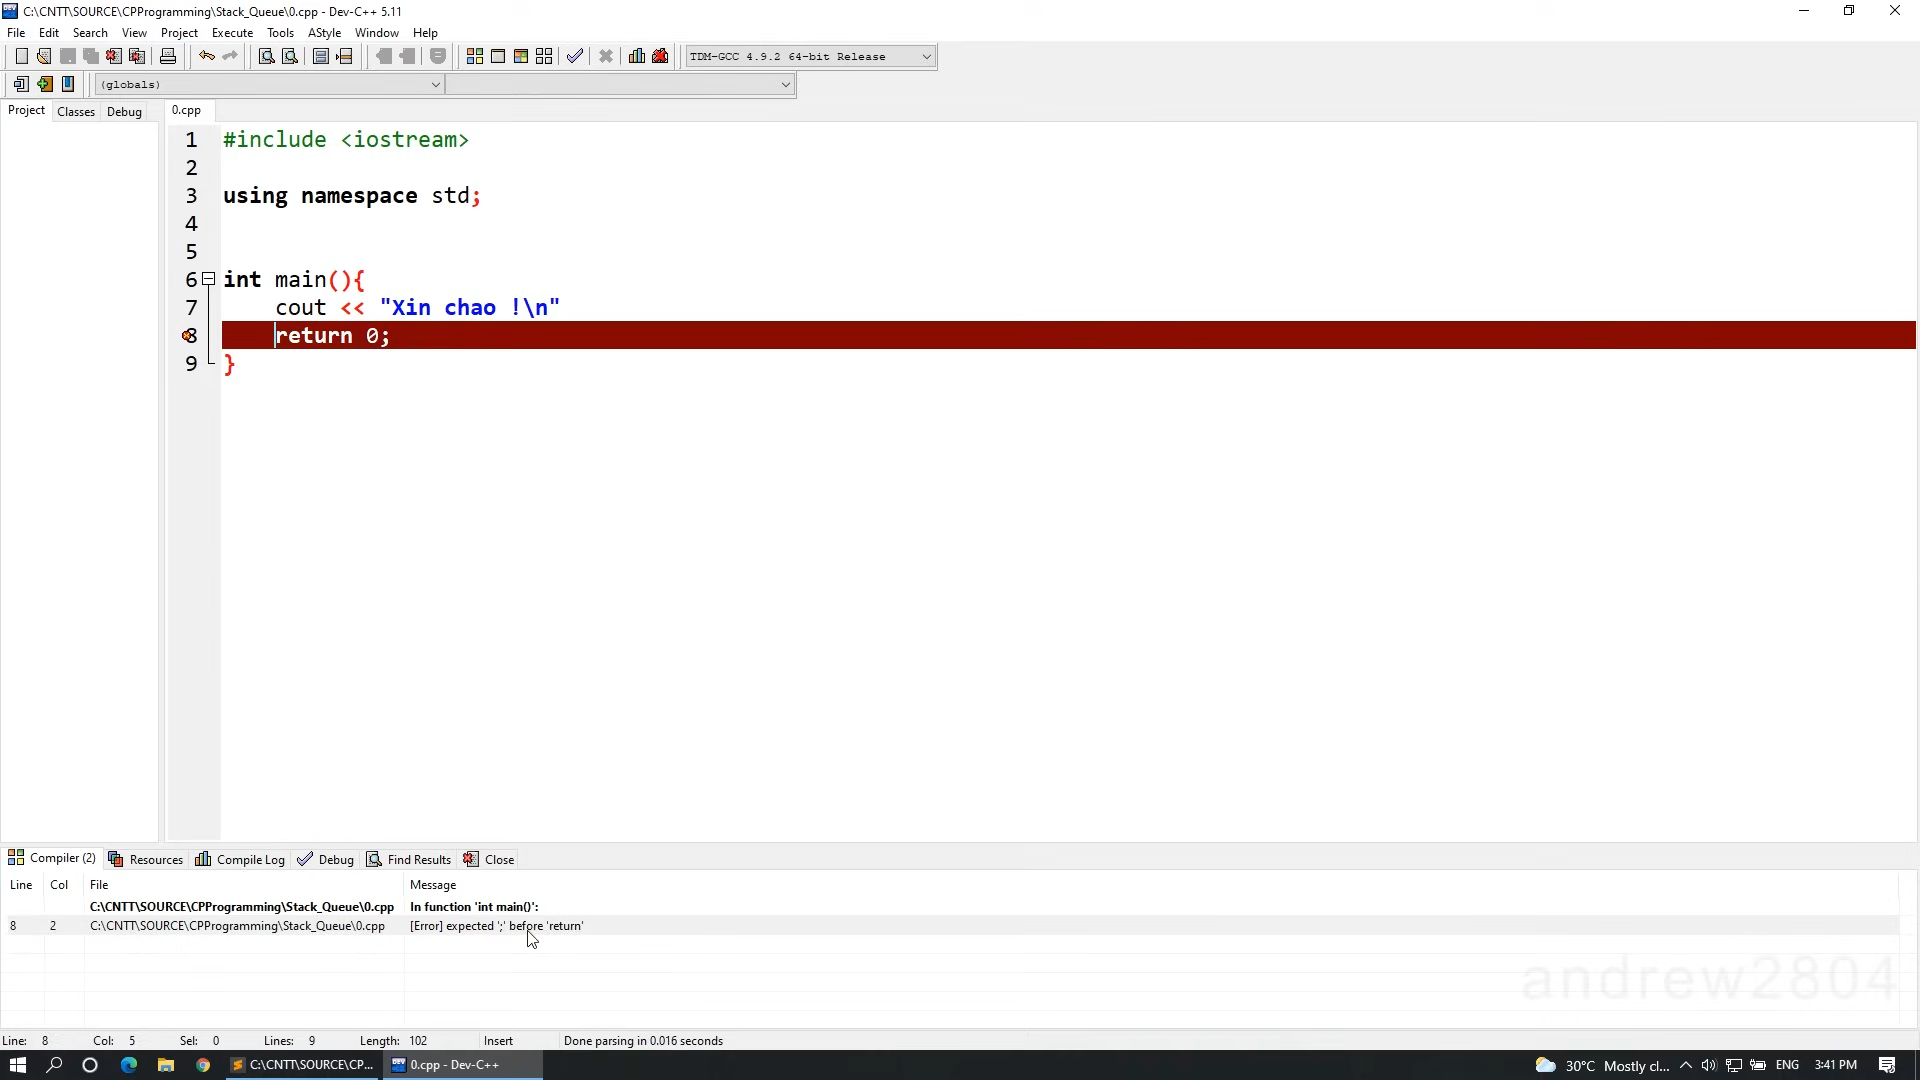 C:\CNTT\SOURCE\CPProgramming\Stack_Queue\0.cpp - Dev-C++ 5.11
File Edit Search View Project Execute Tools AStyle Window Help
TDM-GCC 4.9.2 64-bit Release
(globals)
Project Classes Debug 0.cpp
1 #include <iostream>
2
3 using namespace std;
4
5
6 int main(){
7 cout << "Xin chao !\n"
8 return 0;
9 }
Compiler (2) Resources Compile Log Debug Find Results Close
Line Col File Message
C:\CNTT\SOURCE\CPProgramming\Stack_Queue\0.cpp In function 'int main()':
8 2 C:\CNTT\SOURCE\CPProgramming\Stack_Queue\0.cpp [Error] expected ';' before 'return'
andrew2804
Line: 8 Col: 5 Sel: 0 Lines: 9 Length: 102 Insert Done parsing in 0.016 seconds
C:\CNTT\SOURCE\CP... 0.cpp - Dev-C++ 30°C Mostly cl... ENG 3:41 PM